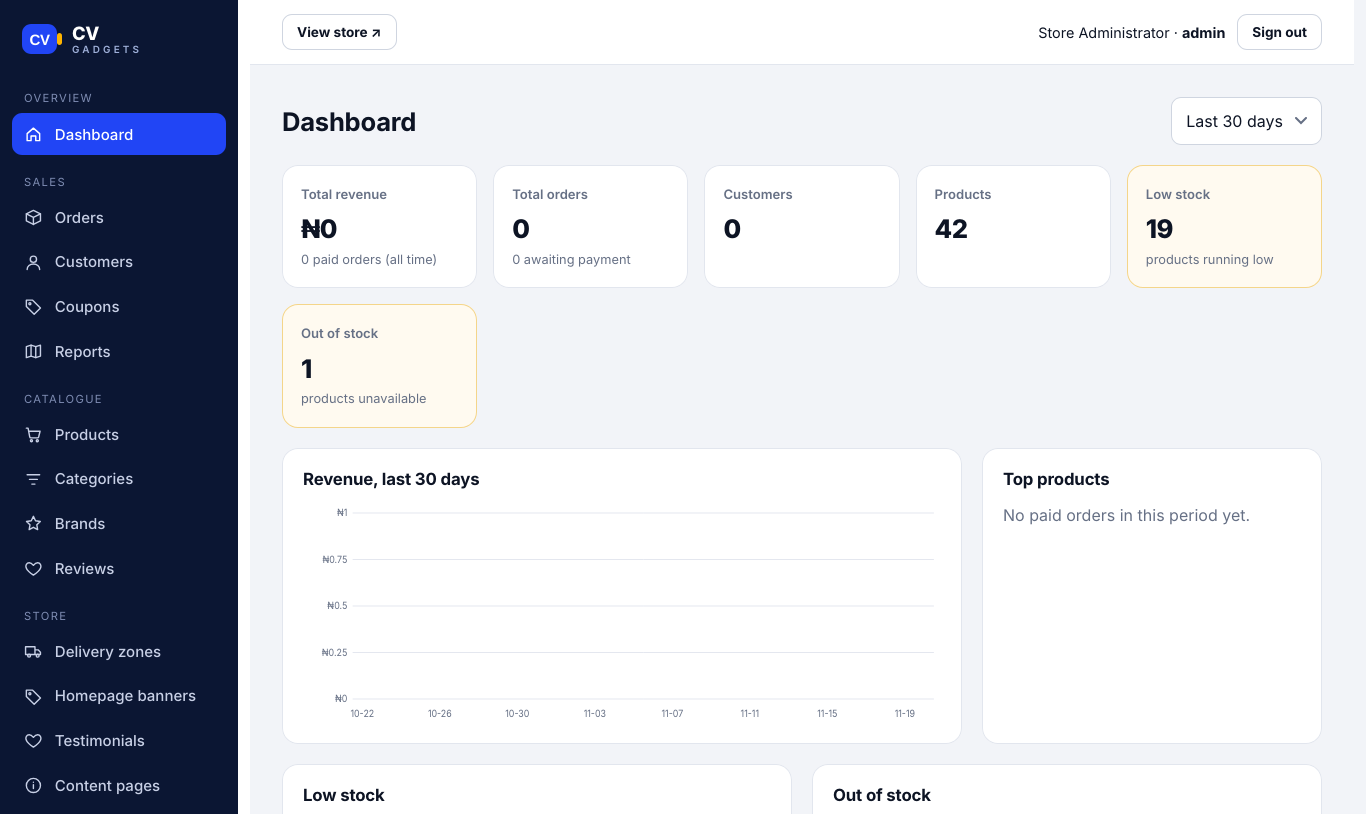 CV
CV
GADGETS
View store ↗
Store Administrator · admin
Sign out
OVERVIEW
Dashboard
SALES
Orders
Customers
Coupons
Reports
CATALOGUE
Products
Categories
Brands
Reviews
STORE
Delivery zones
Homepage banners
Testimonials
Content pages
Dashboard
Last 30 days
Total revenue
₦0
0 paid orders (all time)
Total orders
0
0 awaiting payment
Customers
0
Products
42
Low stock
19
products running low
Out of stock
1
products unavailable
Revenue, last 30 days
₦1
₦0.75
₦0.5
₦0.25
₦0
10-22 10-26 10-30 11-03 11-07 11-11 11-15 11-19
Top products
No paid orders in this period yet.
Low stock
Out of stock